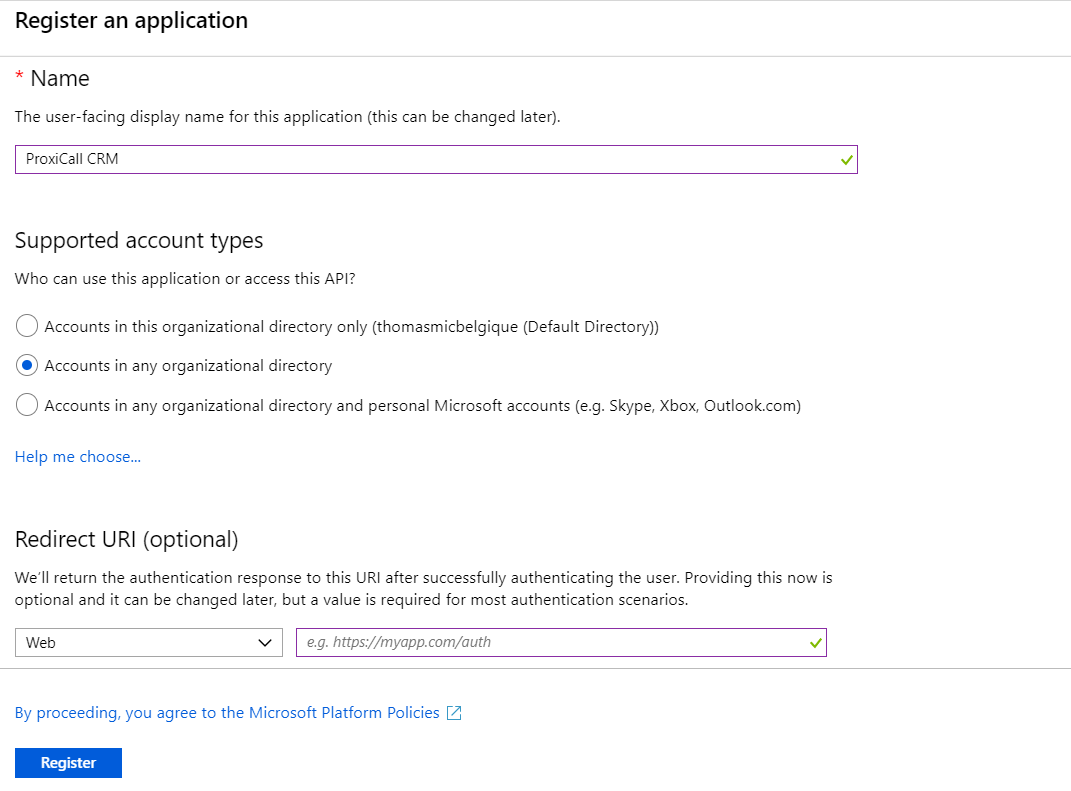 Register an application
* Name
The user-facing display name for this application (this can be changed later).
ProxiCall CRM
Supported account types
Who can use this application or access this API?
Accounts in this organizational directory only (thomasmicbelgique (Default Directory))
Accounts in any organizational directory
Accounts in any organizational directory and personal Microsoft accounts (e.g. Skype, Xbox, Outlook.com)
Help me choose...
Redirect URI (optional)
We'll return the authentication response to this URI after successfully authenticating the user. Providing this now is
optional and it can be changed later, but a value is required for most authentication scenarios.
Web e.g. https://myapp.com/auth
By proceeding, you agree to the Microsoft Platform Policies
Register